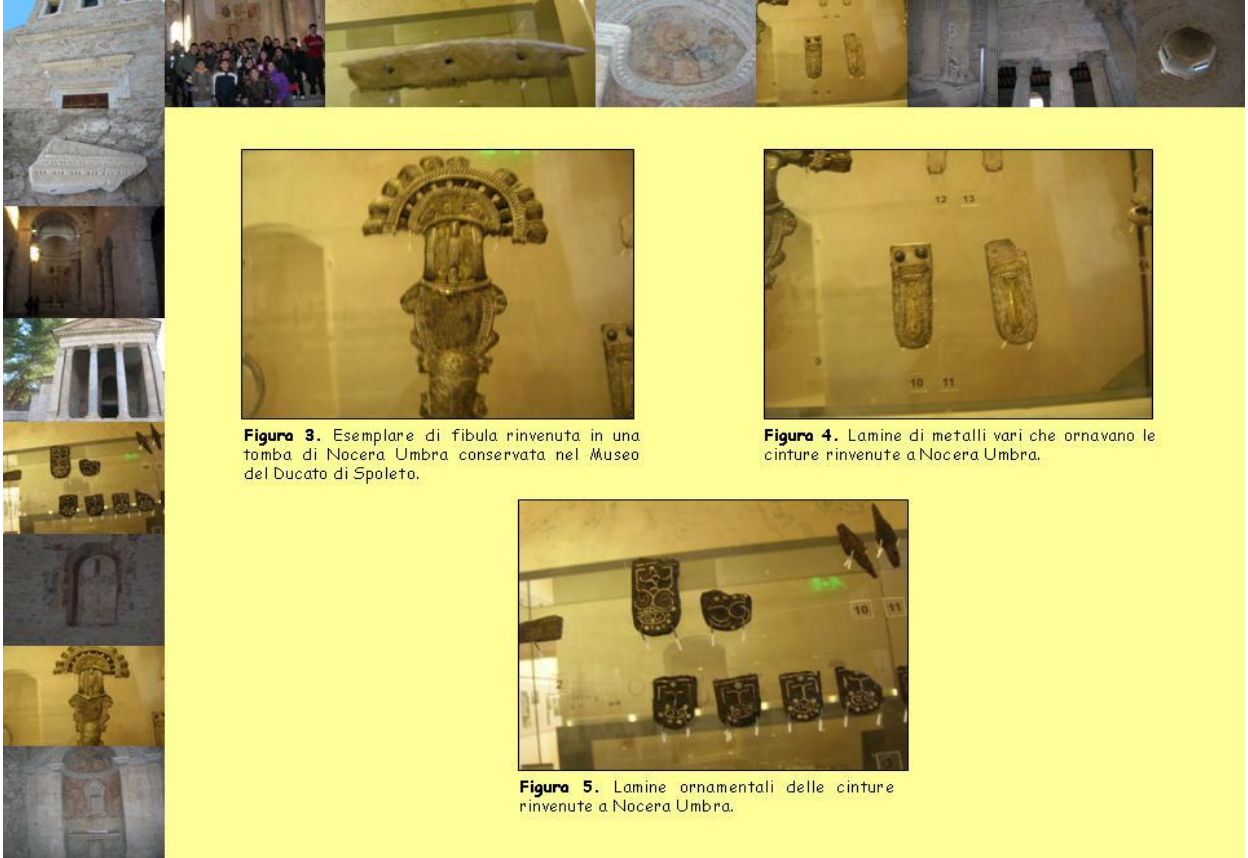 12 13
9
10 11
Figura 3. Esemplare di fibula rinvenuta in una
tomba di Nocera Umbra conservata nel Museo
del Ducato di Spoleto.
Figura 4. Lamine di metalli vari che ornavano le
cinture rinvenute a Nocera Umbra.
10 11
2
Figura 5. Lamine ornamentali delle cinture
rinvenute a Nocera Umbra.